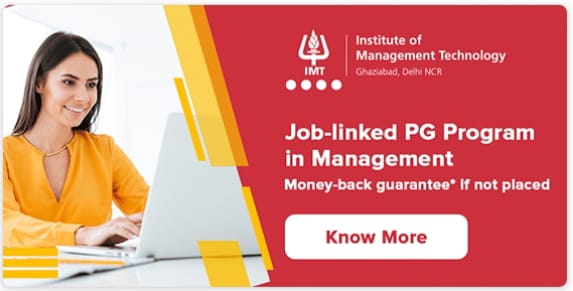 IMT
Institute of
Management Technology
Ghaziabad, Delhi NCR
Job-linked PG Program
in Management
Money-back guarantee* if not placed
Know More